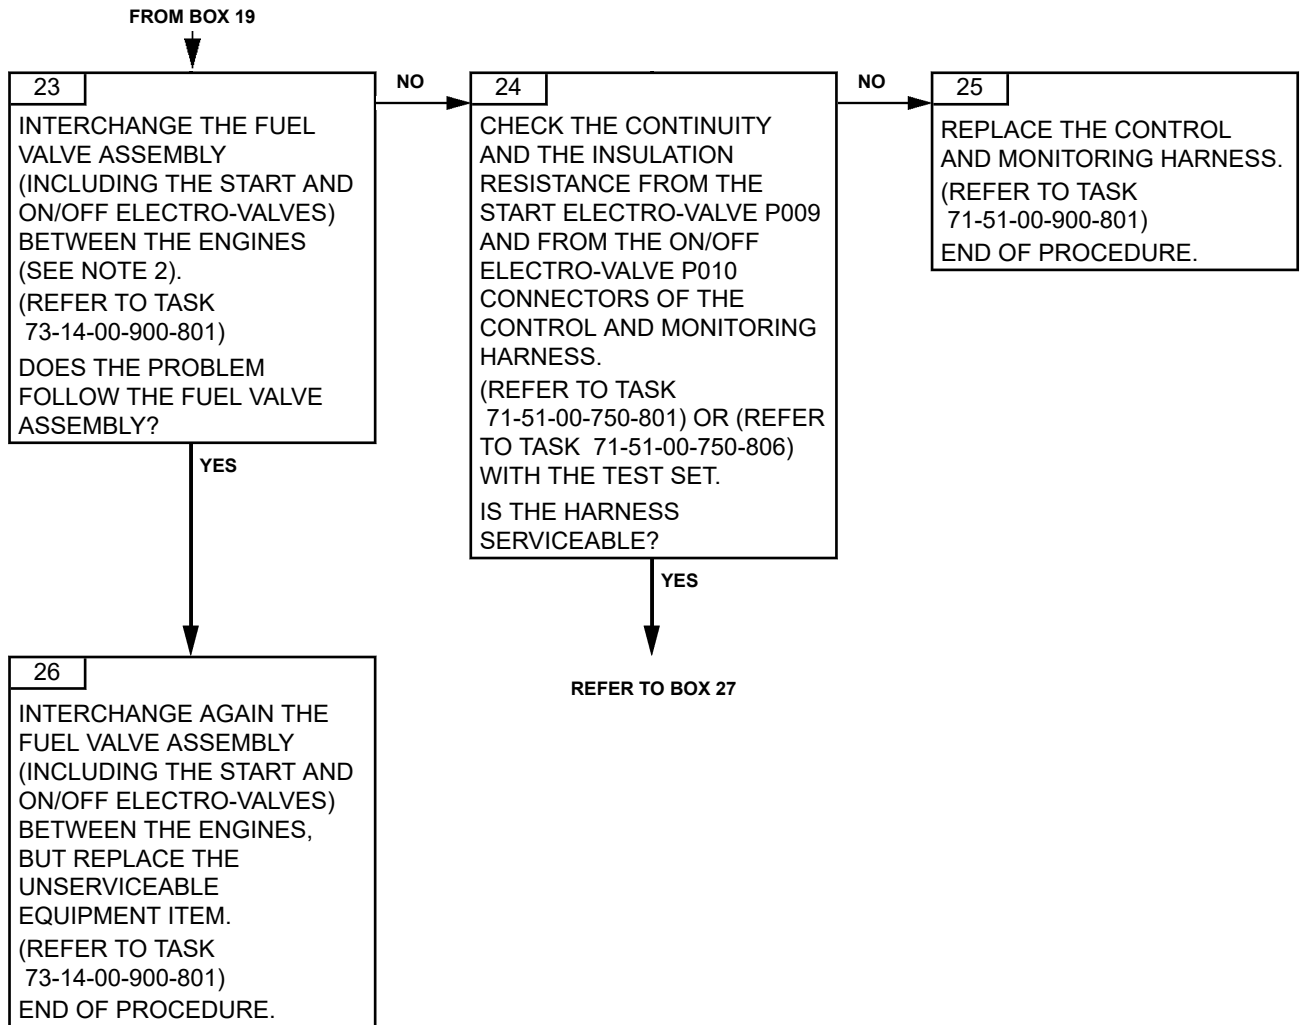 FROM BOX 19
23
INTERCHANGE THE FUEL
VALVE ASSEMBLY
(INCLUDING THE START AND
ON/OFF ELECTRO-VALVES)
BETWEEN THE ENGINES
(SEE NOTE 2).
(REFER TO TASK
73-14-00-900-801)
DOES THE PROBLEM
FOLLOW THE FUEL VALVE
ASSEMBLY?
NO
24
CHECK THE CONTINUITY
AND THE INSULATION
RESISTANCE FROM THE
START ELECTRO-VALVE P009
AND FROM THE ON/OFF
ELECTRO-VALVE P010
CONNECTORS OF THE
CONTROL AND MONITORING
HARNESS.
(REFER TO TASK
71-51-00-750-801) OR (REFER
TO TASK 71-51-00-750-806)
WITH THE TEST SET.
IS THE HARNESS
SERVICEABLE?
NO
25
REPLACE THE CONTROL
AND MONITORING HARNESS.
(REFER TO TASK
71-51-00-900-801)
END OF PROCEDURE.
YES
YES
REFER TO BOX 27
26
INTERCHANGE AGAIN THE
FUEL VALVE ASSEMBLY
(INCLUDING THE START AND
ON/OFF ELECTRO-VALVES)
BETWEEN THE ENGINES,
BUT REPLACE THE
UNSERVICEABLE
EQUIPMENT ITEM.
(REFER TO TASK
73-14-00-900-801)
END OF PROCEDURE.